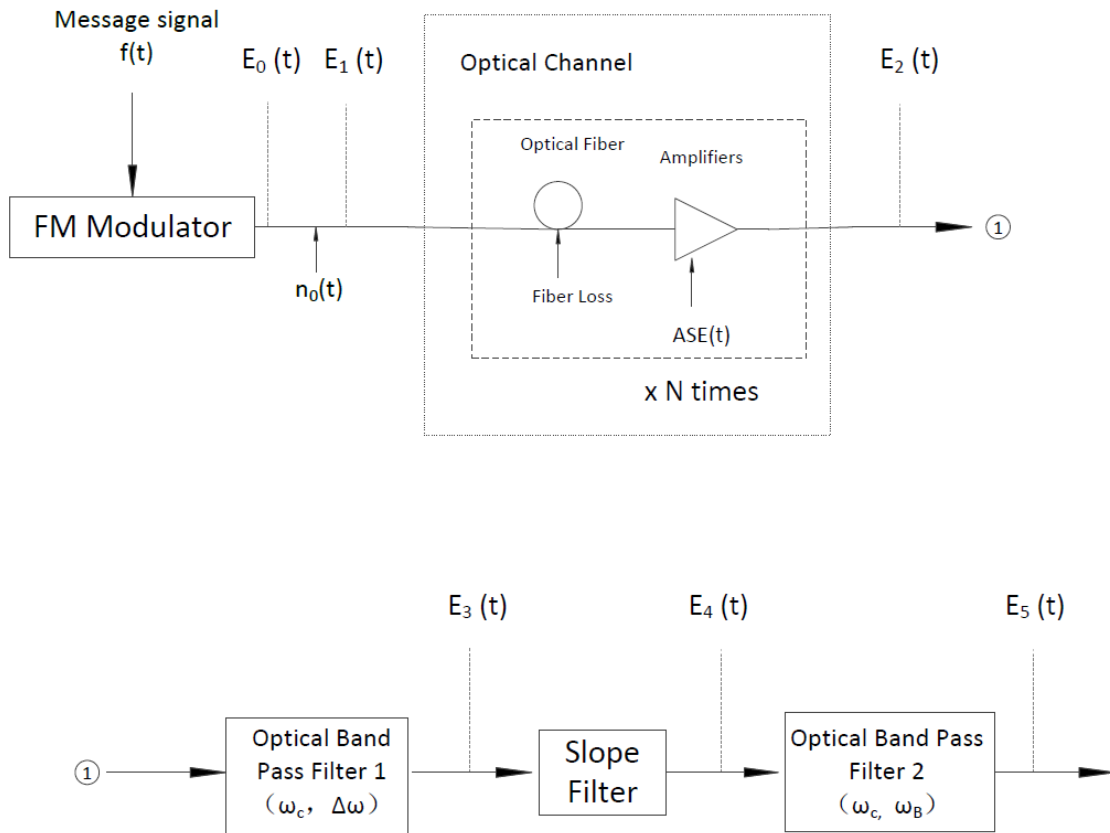 Message signal
f(t)
E₀ (t)
E₁ (t)
Optical Channel
E₂ (t)
Optical Fiber
Amplifiers
FM Modulator
①
n₀(t)
Fiber Loss
ASE(t)
x N times
E₃ (t)
E₄ (t)
E₅ (t)
①
Optical Band
Pass Filter 1
（ω꜀， Δω）
Slope
Filter
Optical Band Pass
Filter 2
（ω꜀, ω_B）